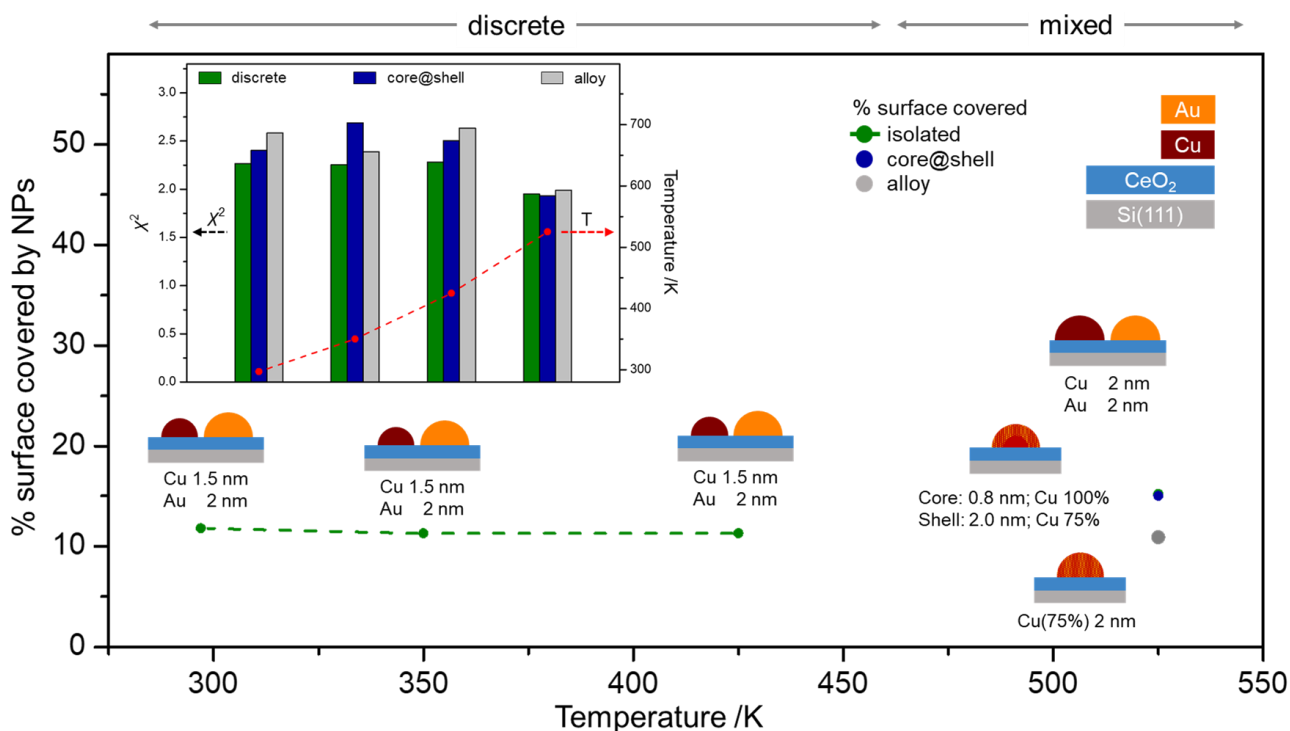 discrete
mixed
discrete
core@shell
alloy
3.0
2.5
2.0
1.5
1.0
0.5
0.0
χ²
χ²
T
700
600
500
400
300
Temperature /K
% surface covered
isolated
core@shell
alloy
Au
Cu
CeO₂
Si(111)
% surface covered by NPs
50
40
30
20
10
0
Cu 1.5 nm
Au 2 nm
Cu 1.5 nm
Au 2 nm
Cu 1.5 nm
Au 2 nm
Cu 2 nm
Au 2 nm
Core: 0.8 nm; Cu 100%
Shell: 2.0 nm; Cu 75%
Cu(75%) 2 nm
300
350
400
450
500
550
Temperature /K